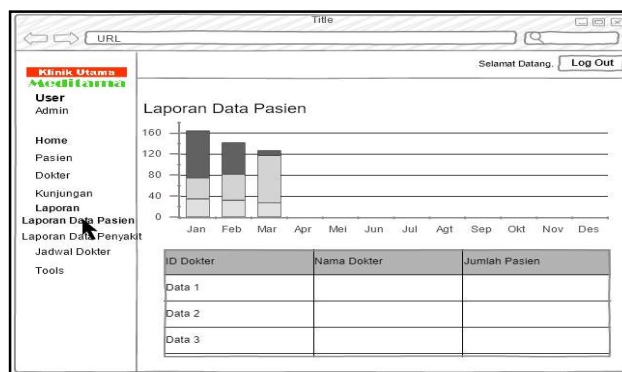 Title
URL
Selamat Datang, Log Out
Klinik Utama
Meditama
User
Admin
Home
Pasien
Dokter
Kunjungan
Laporan
Laporan Data Pasien
Laporan Data Penyakit
Jadwal Dokter
Tools
Laporan Data Pasien
160
120
80
40
0
Jan Feb Mar Apr Mei Jun Jul Agt Sep Okt Nov Des
ID Dokter Nama Dokter Jumlah Pasien
Data 1
Data 2
Data 3